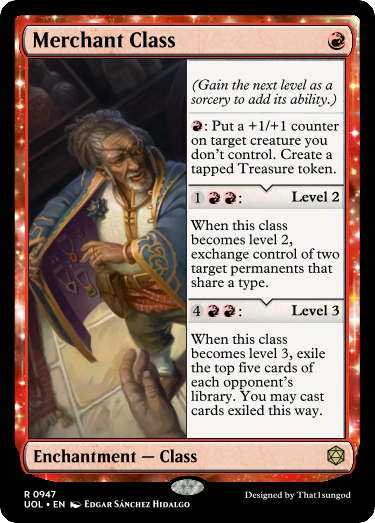 Merchant Class
(Gain the next level as a
sorcery to add its ability.)
: Put a +1/+1 counter
on target creature you
don't control. Create a
tapped Treasure token.
1 : Level 2
When this class
becomes level 2,
exchange control of two
target permanents that
share a type.
4 : Level 3
When this class
becomes level 3, exile
the top five cards of
each opponent's
library. You may cast
cards exiled this way.
Enchantment — Class
R 0947
UOL • EN Edgar Sánchez Hidalgo
Designed by That1sungod